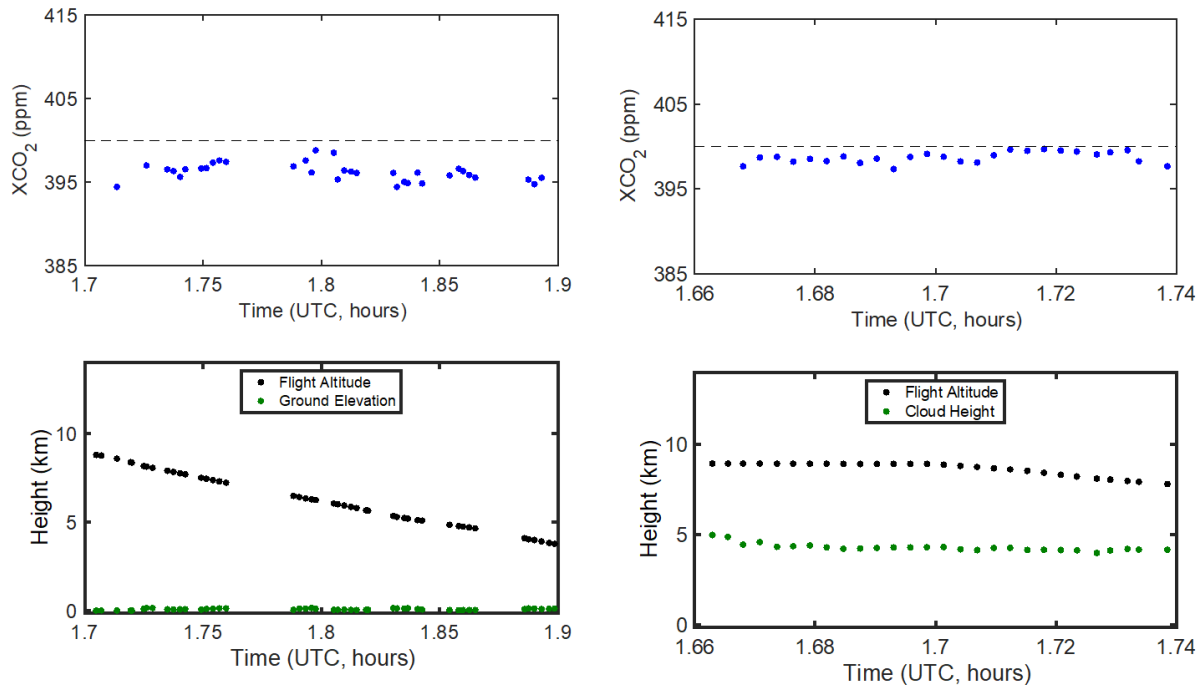 415
405
395
385
XCO2 (ppm)
1.7 1.75 1.8 1.85 1.9
Time (UTC, hours)
415
405
395
385
XCO2 (ppm)
1.66 1.68 1.7 1.72 1.74
Time (UTC, hours)
Flight Altitude
Ground Elevation
10
5
0
Height (km)
1.7 1.75 1.8 1.85 1.9
Time (UTC, hours)
Flight Altitude
Cloud Height
10
5
0
Height (km)
1.66 1.68 1.7 1.72 1.74
Time (UTC, hours)